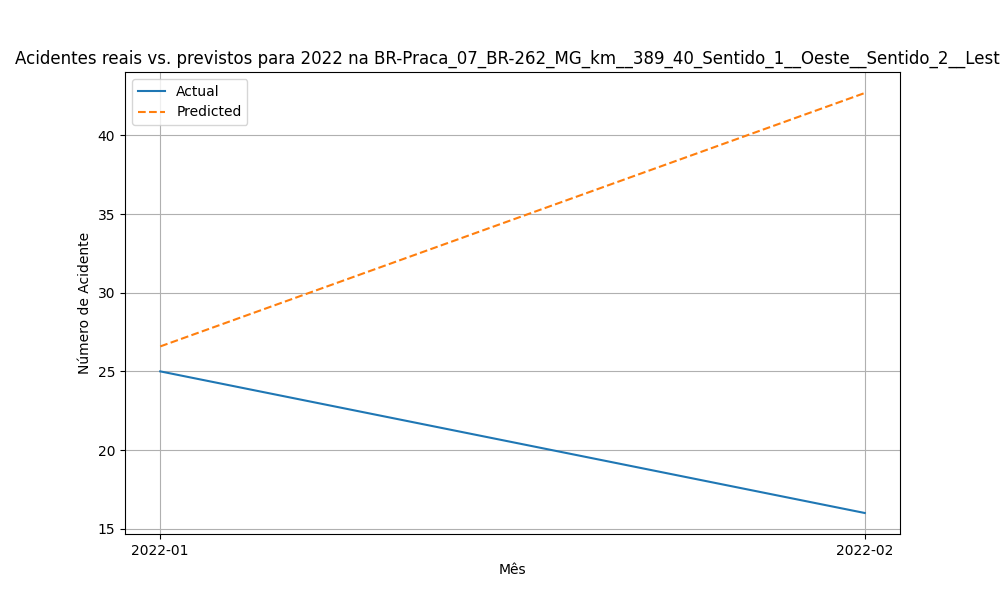 Acidentes reais vs. previstos para 2022 na BR-Praca_07_BR-262_MG_km__389_40_Sentido_1__Oeste__Sentido_2__Lest
Actual
Predicted
40
35
30
25
20
15
Número de Acidente
2022-01
2022-02
Mês